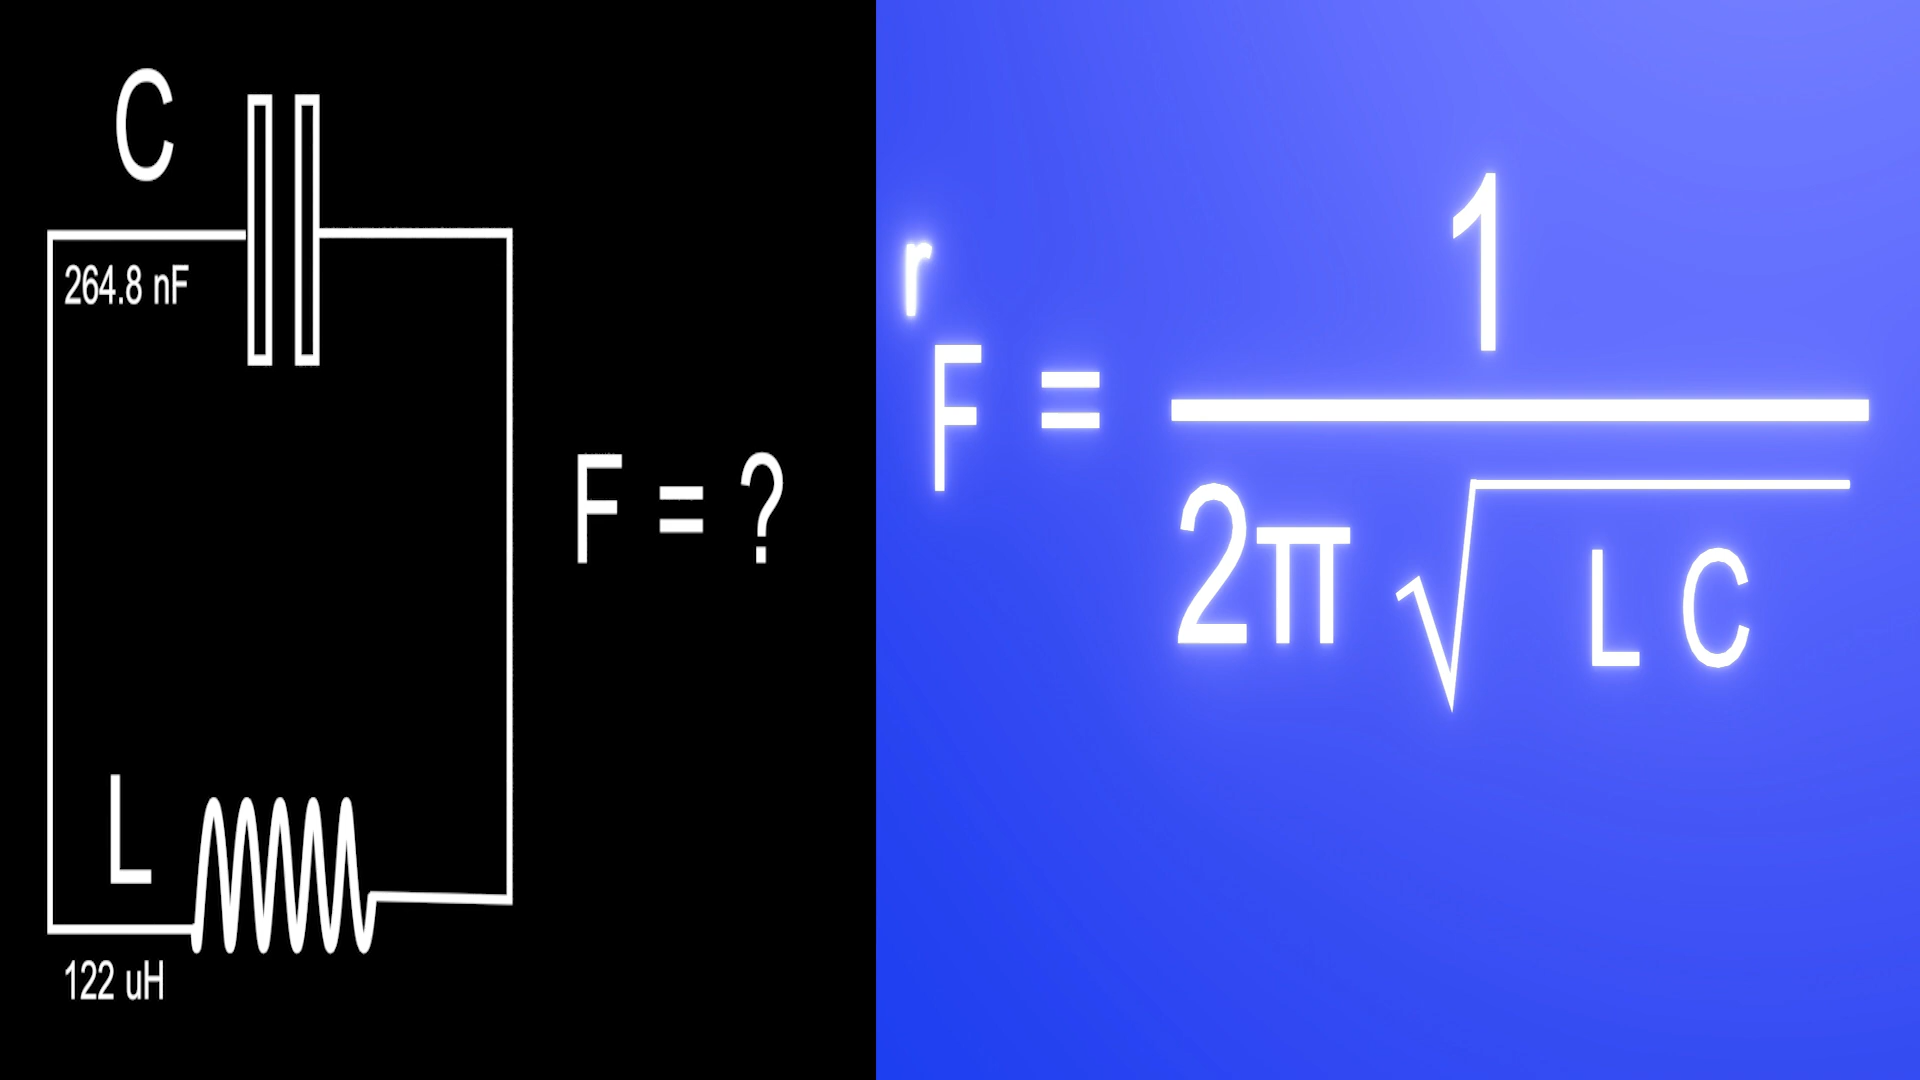 C
264.8 nF
F = ?
L
122 uH
r
F = 1
2π √ L C